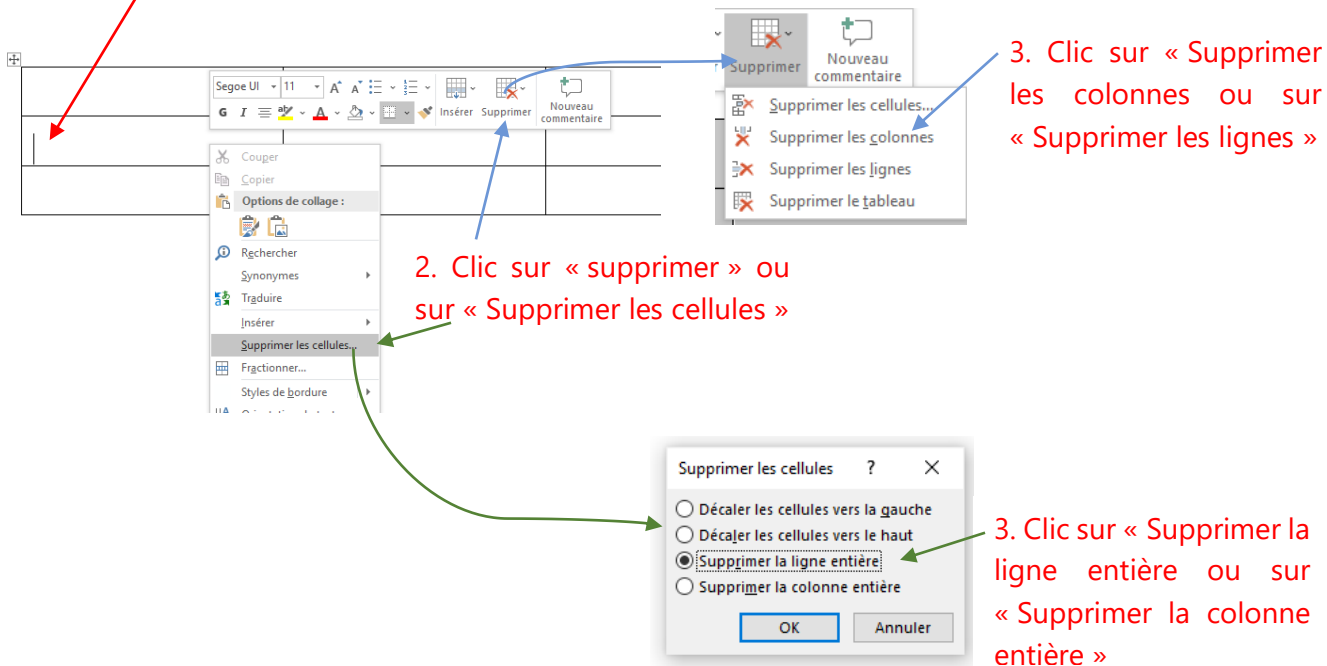 Supprimer
Nouveau
commentaire
Supprimer les cellules...
Supprimer les colonnes
Supprimer les lignes
Supprimer le tableau
3. Clic sur « Supprimer
les colonnes ou sur
« Supprimer les lignes »
Segoe UI 11 A A
G I ab A Insérer Supprimer Nouveau
commentaire
Couper
Copier
Options de collage :
Rechercher
Synonymes
Traduire
Insérer
Supprimer les cellules...
Fractionner...
Styles de bordure
2. Clic sur « supprimer » ou
sur « Supprimer les cellules »
Supprimer les cellules ? X
Décaler les cellules vers la gauche
Décaler les cellules vers le haut
Supprimer la ligne entière
Supprimer la colonne entière
OK Annuler
3. Clic sur « Supprimer la
ligne entière ou sur
« Supprimer la colonne
entière »